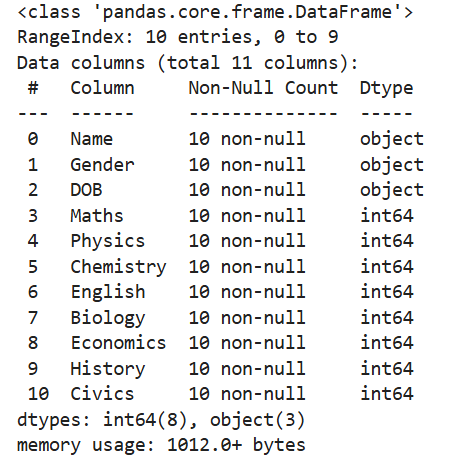 <class 'pandas.core.frame.DataFrame'>
RangeIndex: 10 entries, 0 to 9
Data columns (total 11 columns):
 #   Column     Non-Null Count  Dtype
---  ------     --------------  -----
 0   Name       10 non-null     object
 1   Gender     10 non-null     object
 2   DOB        10 non-null     object
 3   Maths      10 non-null     int64
 4   Physics    10 non-null     int64
 5   Chemistry  10 non-null     int64
 6   English    10 non-null     int64
 7   Biology    10 non-null     int64
 8   Economics  10 non-null     int64
 9   History    10 non-null     int64
 10  Civics     10 non-null     int64
dtypes: int64(8), object(3)
memory usage: 1012.0+ bytes